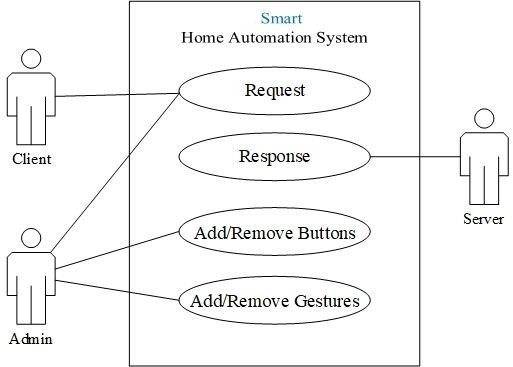 Smart
Home Automation System
Request
Client
Response
Server
Add/Remove Buttons
Add/Remove Gestures
Admin